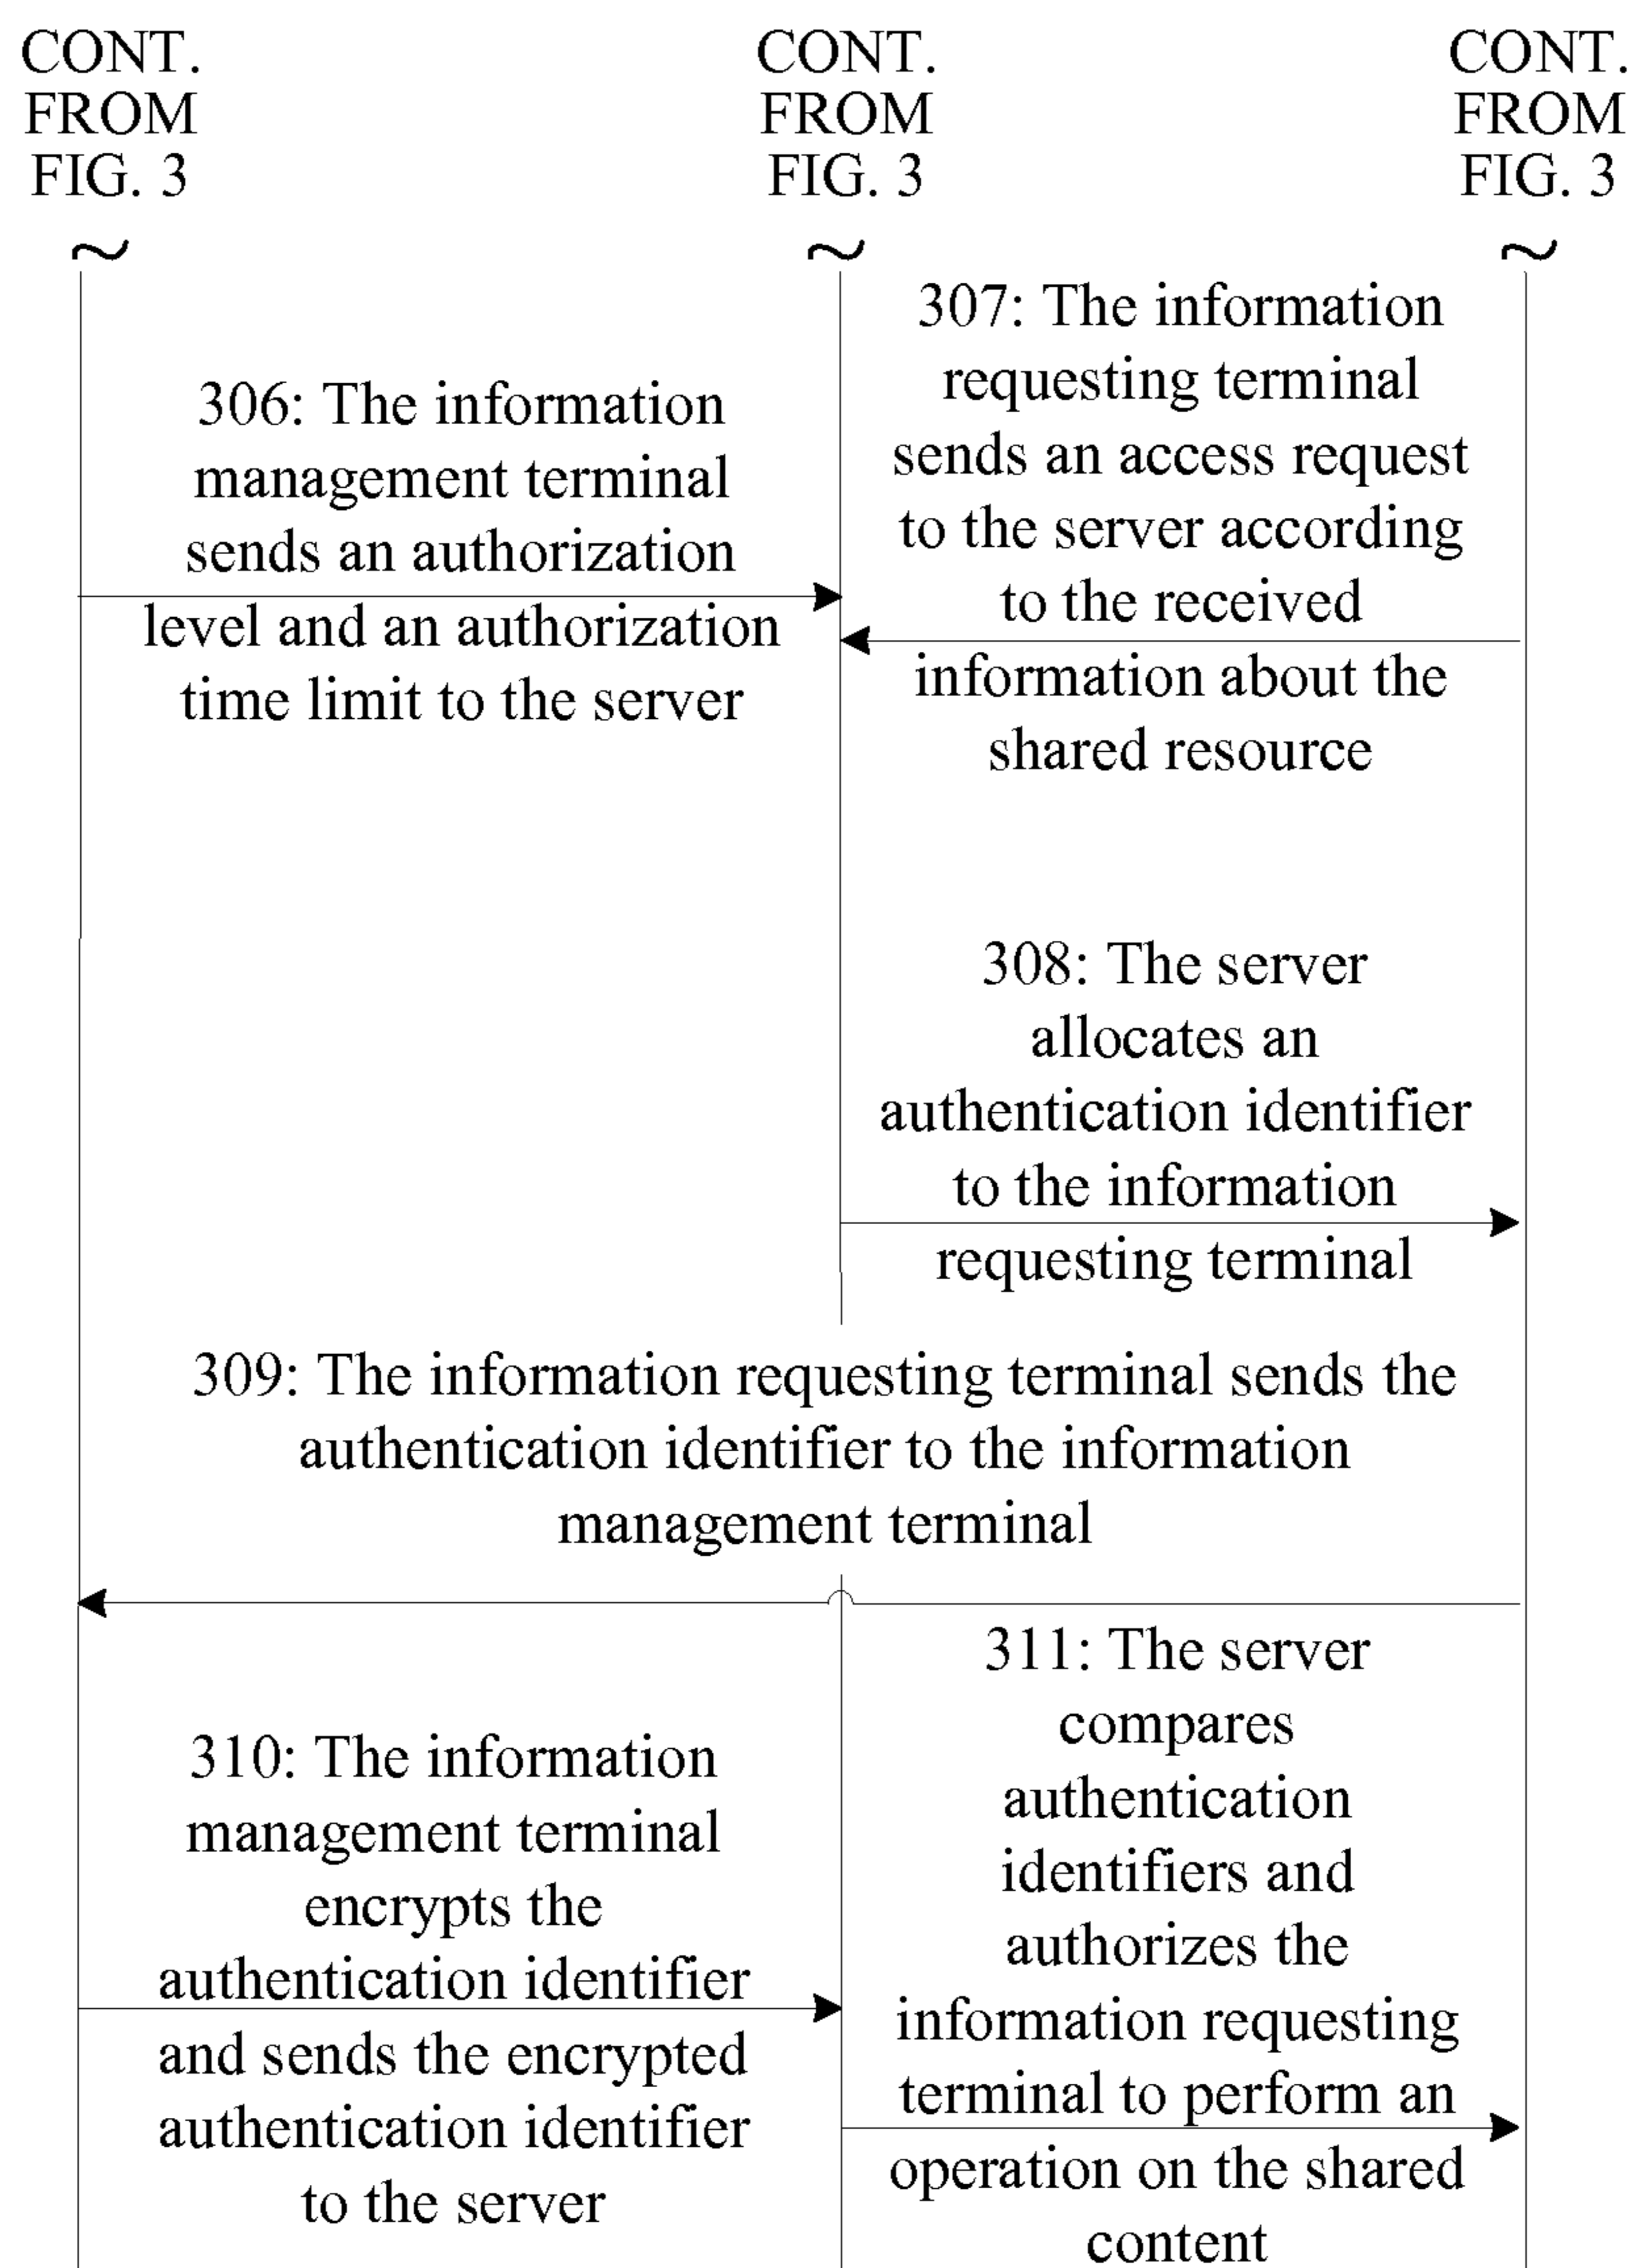 CONT.
FROM
FIG. 3
CONT.
FROM
FIG. 3
CONT.
FROM
FIG. 3
306: The information
management terminal
sends an authorization
level and an authorization
time limit to the server
307: The information
requesting terminal
sends an access request
to the server according
to the received
information about the
shared resource
308: The server
allocates an
authentication identifier
to the information
requesting terminal
309: The information requesting terminal sends the
authentication identifier to the information
management terminal
310: The information
management terminal
encrypts the
authentication identifier
and sends the encrypted
authentication identifier
to the server
311: The server
compares
authentication
identifiers and
authorizes the
information requesting
terminal to perform an
operation on the shared
content